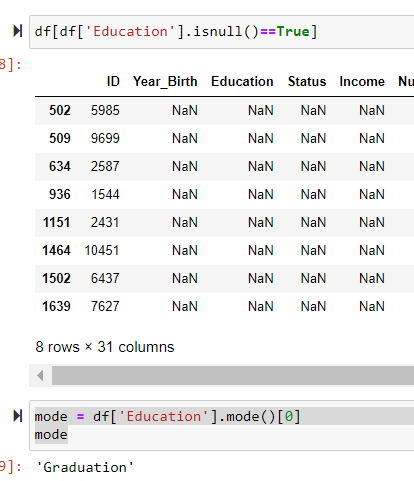 df[df['Education'].isnull()==True]
8]:
ID Year_Birth Education Status Income Nu
502 5985 NaN NaN NaN NaN
509 9699 NaN NaN NaN NaN
634 2587 NaN NaN NaN NaN
936 1544 NaN NaN NaN NaN
1151 2431 NaN NaN NaN NaN
1464 10451 NaN NaN NaN NaN
1502 6437 NaN NaN NaN NaN
1639 7627 NaN NaN NaN NaN
8 rows × 31 columns
mode = df['Education'].mode()[0]
mode
9]: 'Graduation'